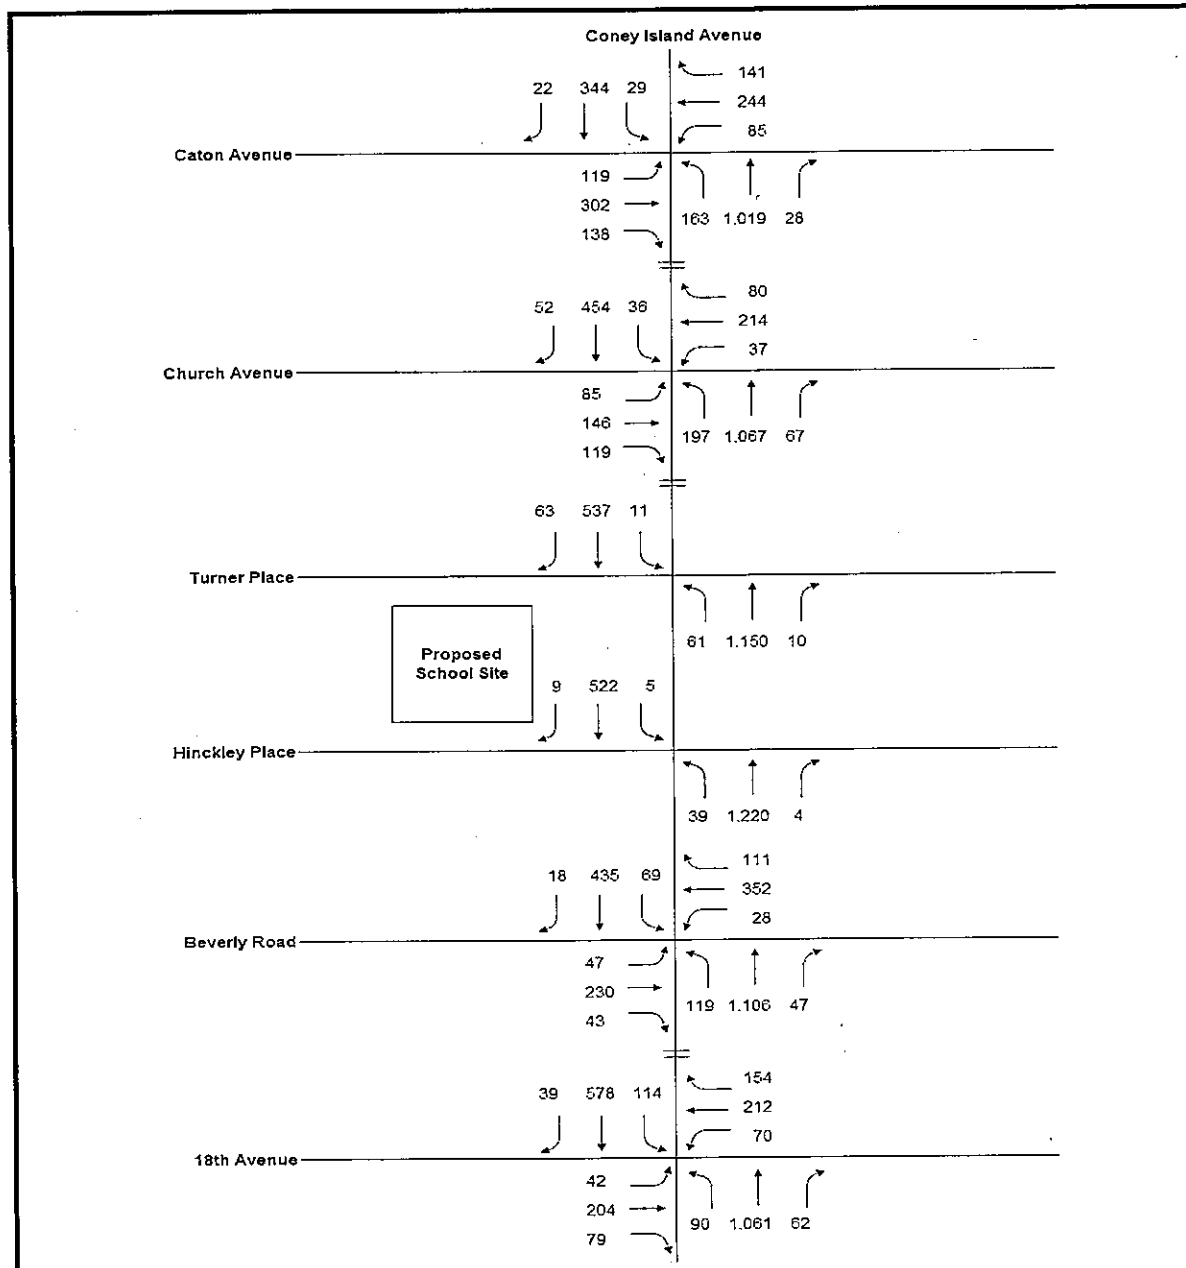 Coney Island Avenue
141
22 344 29
244
85
Caton Avenue
119
302
163 1,019 28
138
80
52 454 36
214
37
Church Avenue
85
146
197 1,067 67
119
63 537 11
Turner Place
61 1,150 10
Proposed
School Site
9 522 5
Hinckley Place
39 1,220 4
111
18 435 69
352
28
Beverly Road
47
230
119 1,106 47
43
154
39 578 114
212
70
18th Avenue
42
204
90 1,061 62
79